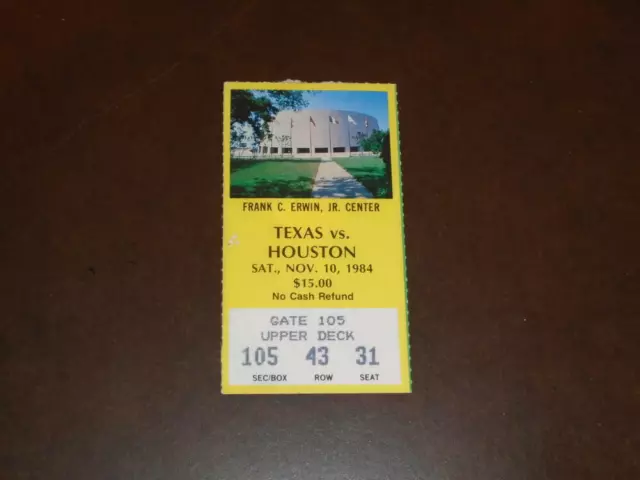 FRANK C. ERWIN, JR. CENTER
TEXAS vs.
HOUSTON
SAT., NOV. 10, 1984
$15.00
No Cash Refund
GATE 105
UPPER DECK
105 43 31
SEC/BOX ROW SEAT